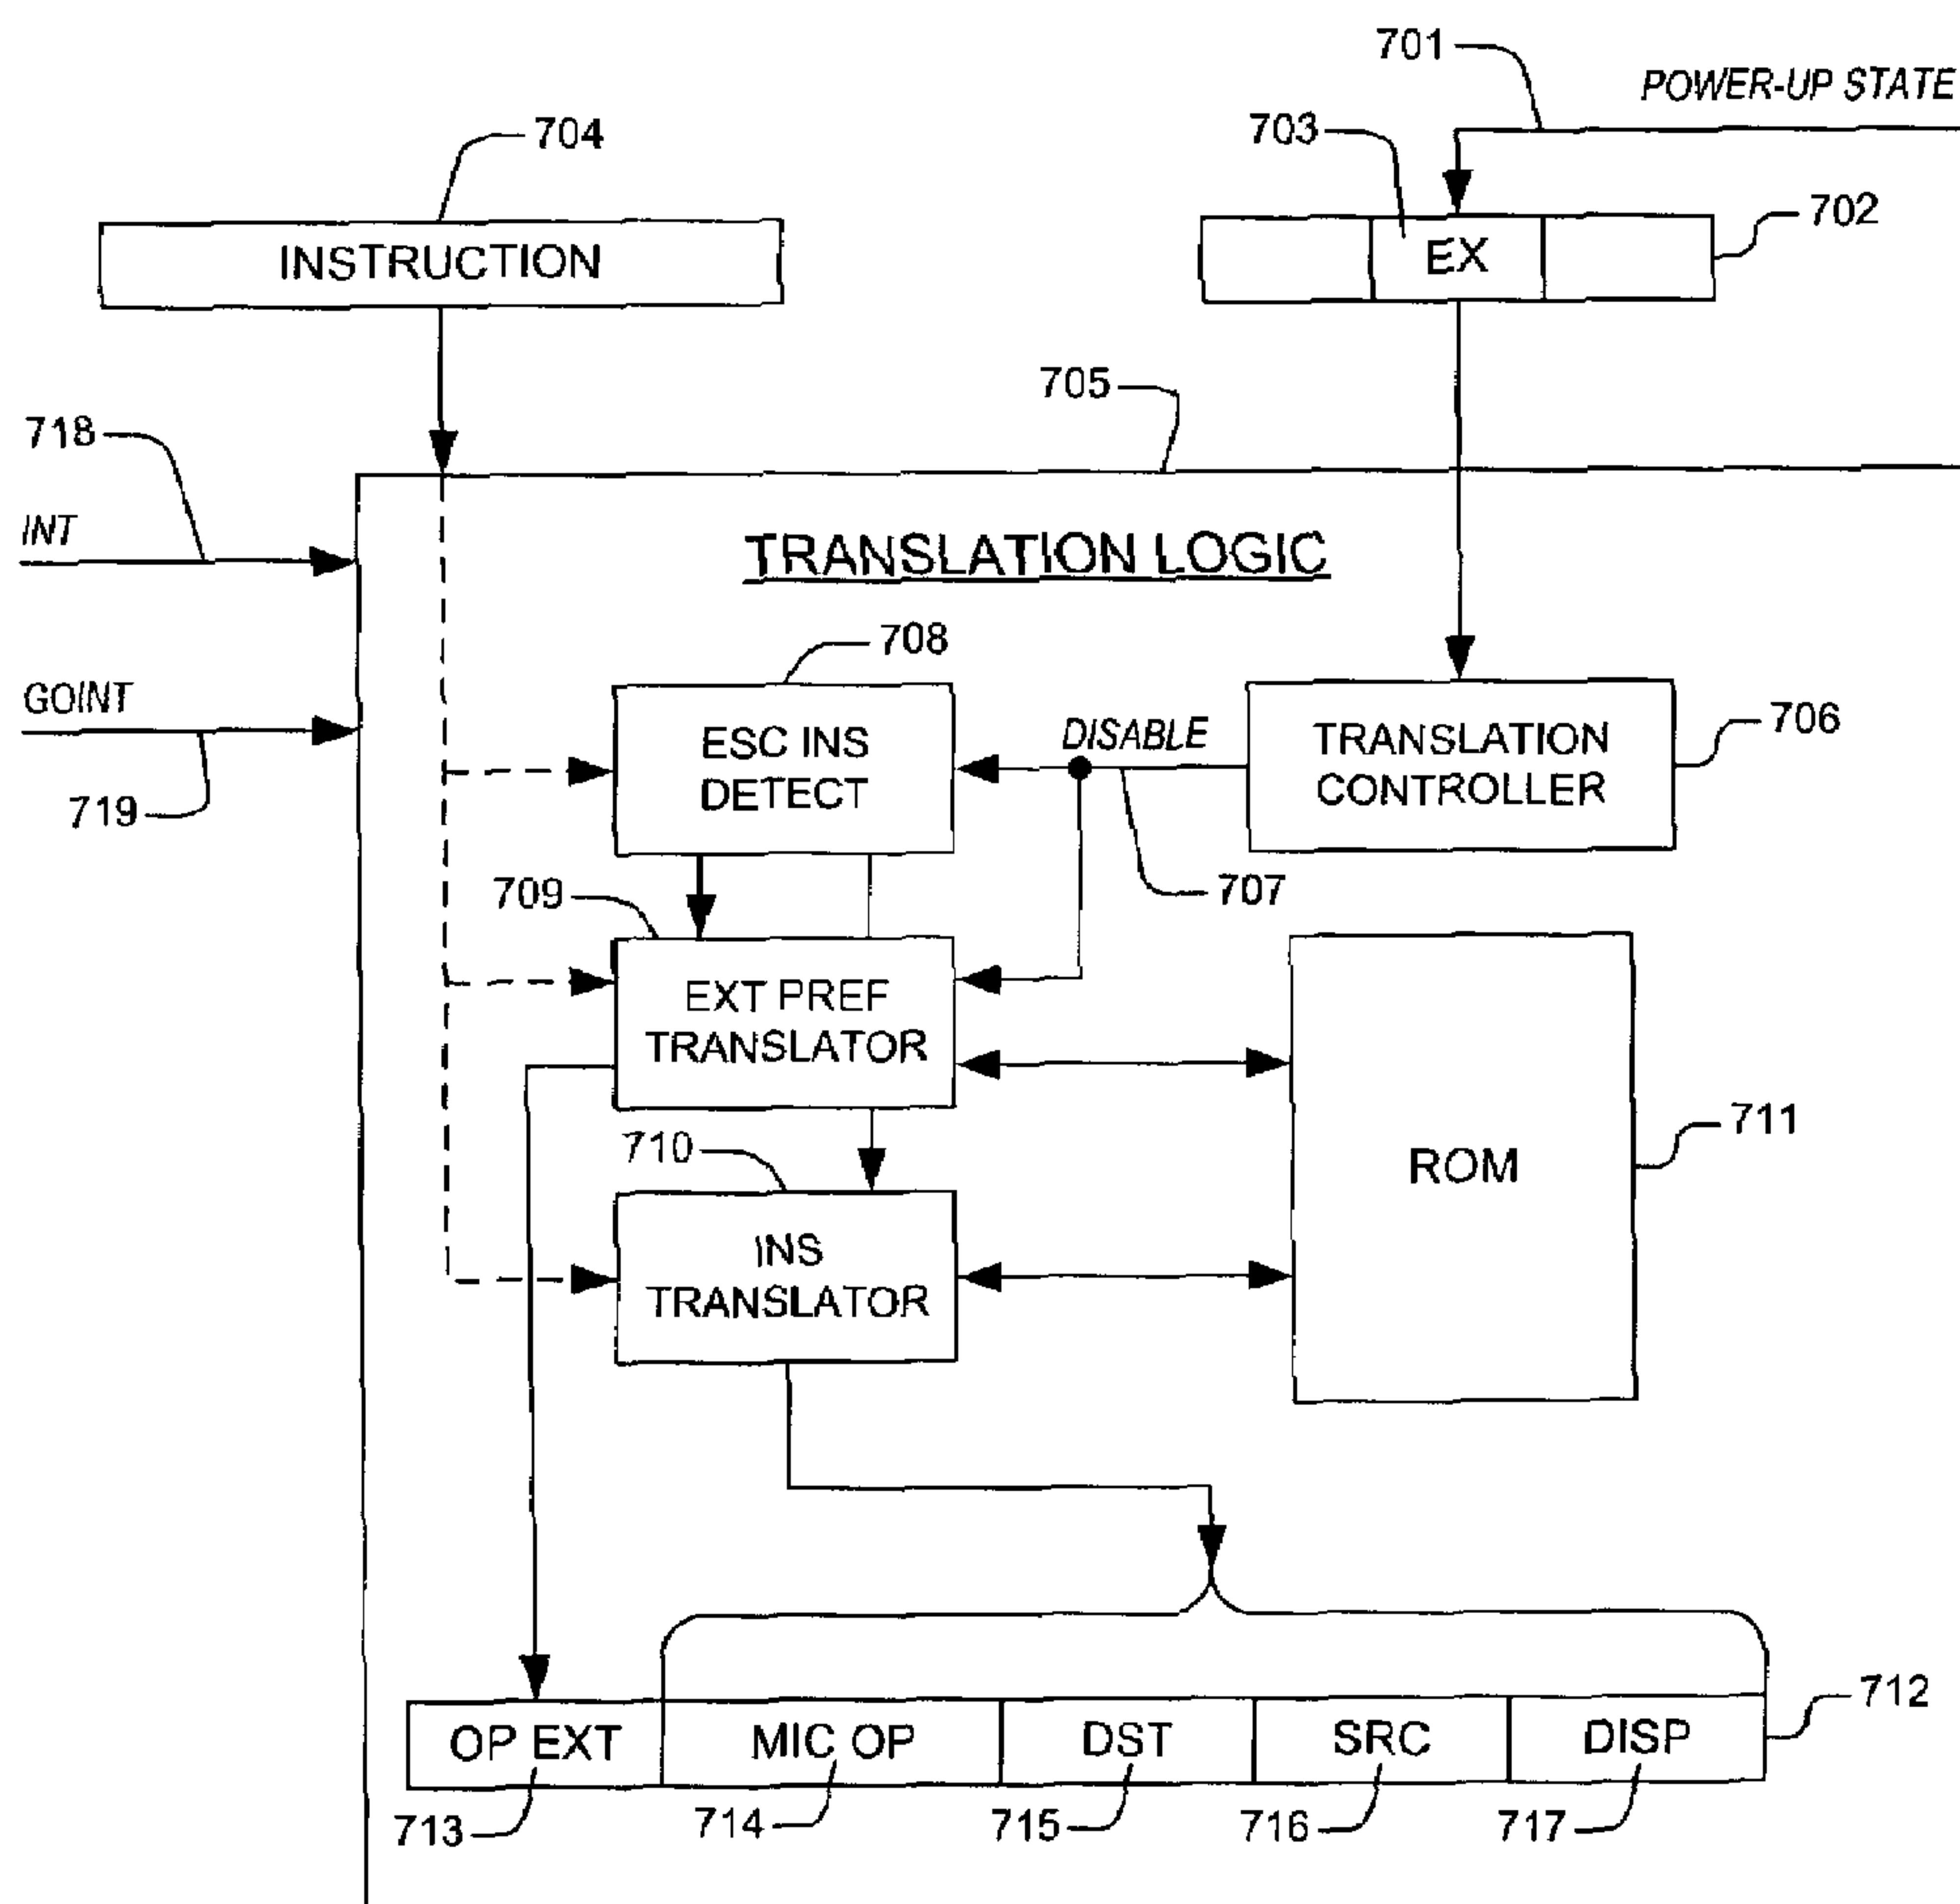 701
POWER-UP STATE
704
703
702
INSTRUCTION
EX
705
718
INT
TRANSLATION LOGIC
708
GOINT
706
ESC INS
DETECT
DISABLE
TRANSLATION
CONTROLLER
719
709
707
EXT PREF
TRANSLATOR
710
711
ROM
INS
TRANSLATOR
712
OP EXT
MIC OP
DST
SRC
DISP
713
714
715
716
717